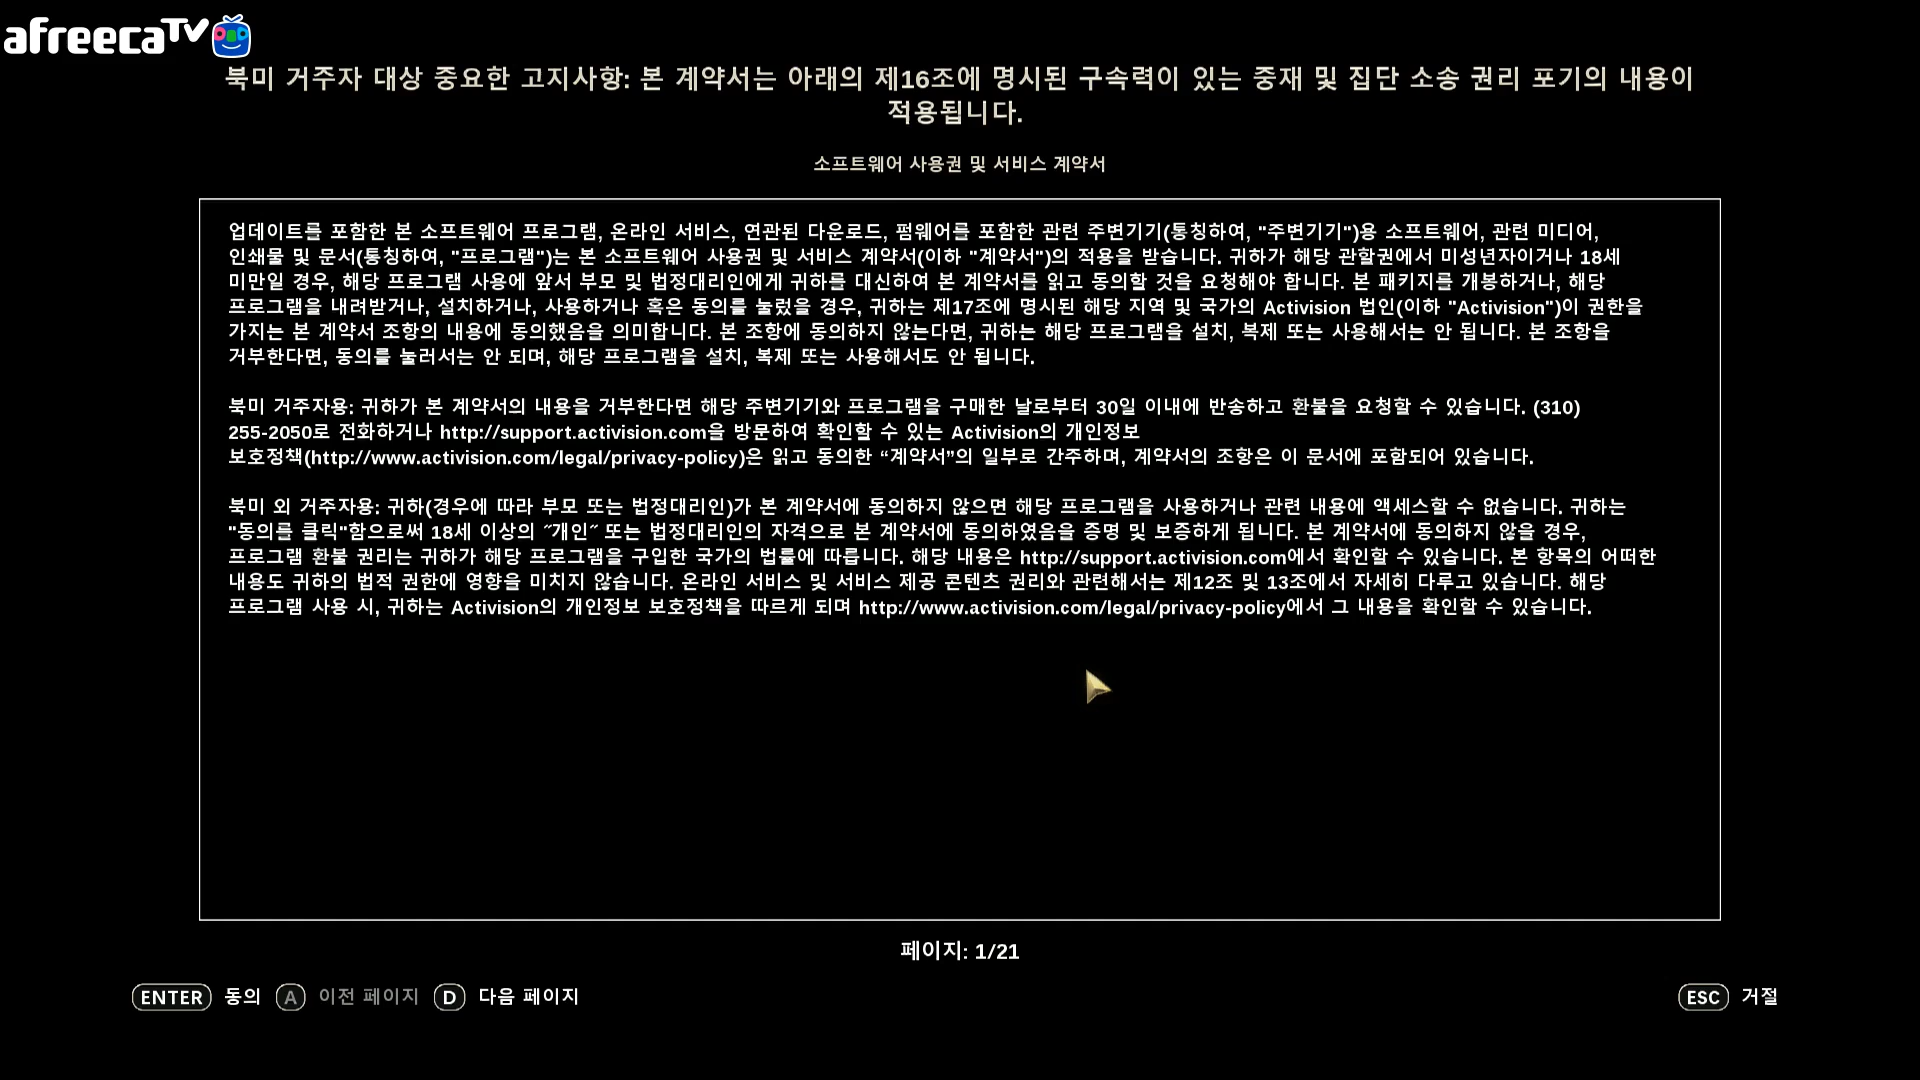 afreecaTV
북미 거주자 대상 중요한 고지사항: 본 계약서는 아래의 제16조에 명시된 구속력이 있는 중재 및 집단 소송 권리 포기의 내용이
적용됩니다.
소프트웨어 사용권 및 서비스 계약서
업데이트를 포함한 본 소프트웨어 프로그램, 온라인 서비스, 연관된 다운로드, 펌웨어를 포함한 관련 주변기기(통칭하여, "주변기기")용 소프트웨어, 관련 미디어,
인쇄물 및 문서(통칭하여, "프로그램")는 본 소프트웨어 사용권 및 서비스 계약서(이하 "계약서")의 적용을 받습니다. 귀하가 해당 관할권에서 미성년자이거나 18세
미만일 경우, 해당 프로그램 사용에 앞서 부모 및 법정대리인에게 귀하를 대신하여 본 계약서를 읽고 동의할 것을 요청해야 합니다. 본 패키지를 개봉하거나, 해당
프로그램을 내려받거나, 설치하거나, 사용하거나 혹은 동의를 눌렀을 경우, 귀하는 제17조에 명시된 해당 지역 및 국가의 Activision 법인(이하 "Activision")이 권한을
가지는 본 계약서 조항의 내용에 동의했음을 의미합니다. 본 조항에 동의하지 않는다면, 귀하는 해당 프로그램을 설치, 복제 또는 사용해서는 안 됩니다. 본 조항을
거부한다면, 동의를 눌러서는 안 되며, 해당 프로그램을 설치, 복제 또는 사용해서도 안 됩니다.
북미 거주자용: 귀하가 본 계약서의 내용을 거부한다면 해당 주변기기와 프로그램을 구매한 날로부터 30일 이내에 반송하고 환불을 요청할 수 있습니다. (310)
255-2050로 전화하거나 http://support.activision.com을 방문하여 확인할 수 있는 Activision의 개인정보
보호정책(http://www.activision.com/legal/privacy-policy)은 읽고 동의한 “계약서”의 일부로 간주하며, 계약서의 조항은 이 문서에 포함되어 있습니다.
북미 외 거주자용: 귀하(경우에 따라 부모 또는 법정대리인)가 본 계약서에 동의하지 않으면 해당 프로그램을 사용하거나 관련 내용에 액세스할 수 없습니다. 귀하는
"동의를 클릭"함으로써 18세 이상의 ˝개인˝ 또는 법정대리인의 자격으로 본 계약서에 동의하였음을 증명 및 보증하게 됩니다. 본 계약서에 동의하지 않을 경우,
프로그램 환불 권리는 귀하가 해당 프로그램을 구입한 국가의 법률에 따릅니다. 해당 내용은 http://support.activision.com에서 확인할 수 있습니다. 본 항목의 어떠한
내용도 귀하의 법적 권한에 영향을 미치지 않습니다. 온라인 서비스 및 서비스 제공 콘텐츠 권리와 관련해서는 제12조 및 13조에서 자세히 다루고 있습니다. 해당
프로그램 사용 시, 귀하는 Activision의 개인정보 보호정책을 따르게 되며 http://www.activision.com/legal/privacy-policy에서 그 내용을 확인할 수 있습니다.
페이지: 1/21
ENTER 동의 A 이전 페이지 D 다음 페이지 ESC 거절